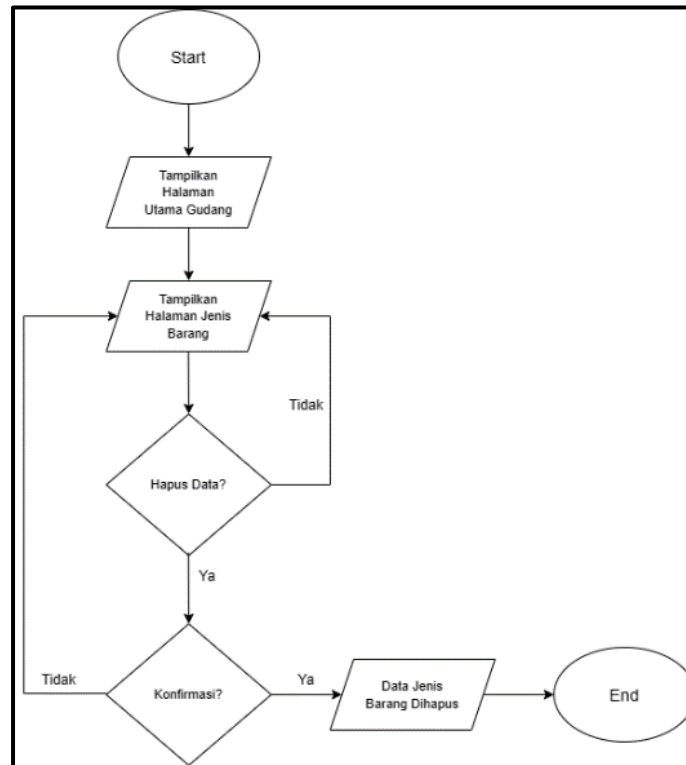 Start
Tampilkan
Halaman
Utama Gudang
Tampilkan
Halaman Jenis
Barang
Tidak
Hapus Data?
Ya
Tidak
Konfirmasi?
Ya
Data Jenis
Barang Dihapus
End